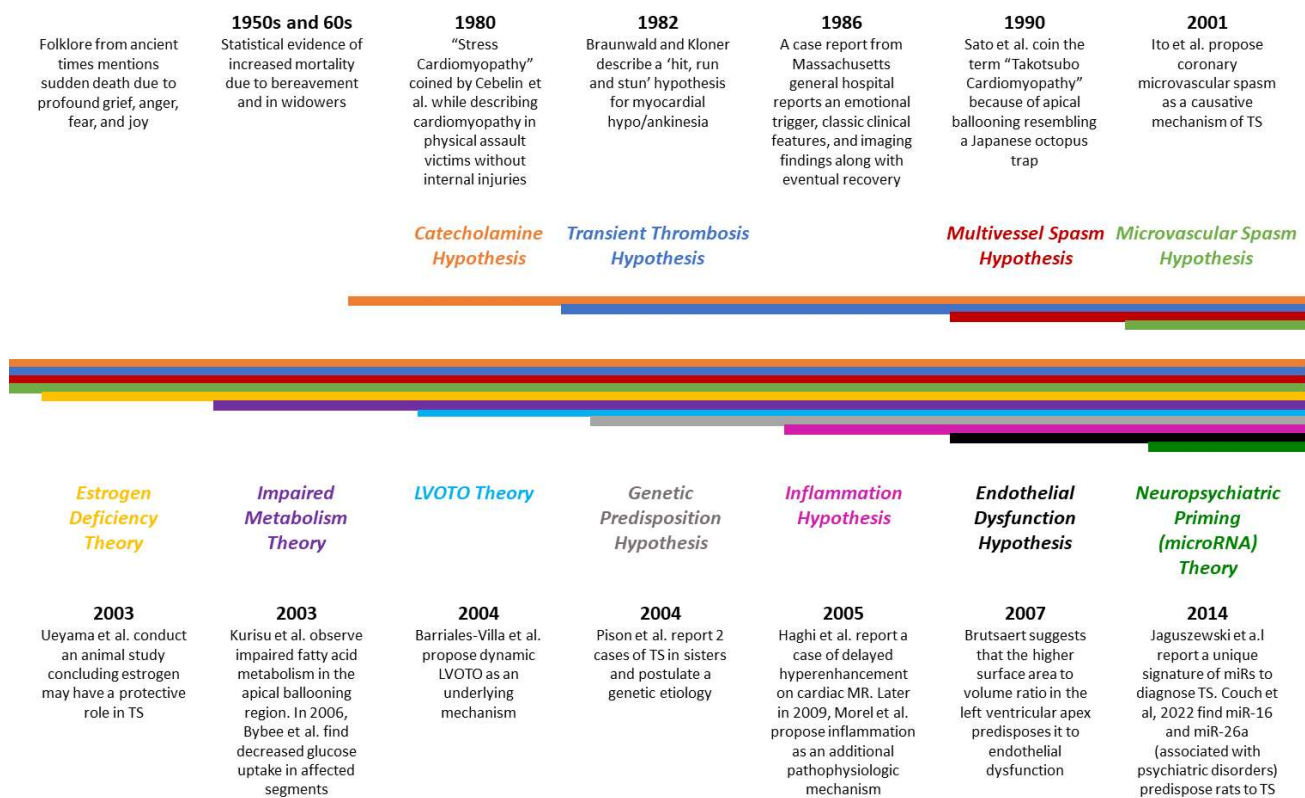 Folklore from ancient
times mentions
sudden death due to
profound grief, anger,
fear, and joy
1950s and 60s
Statistical evidence of
increased mortality
due to bereavement
and in widowers
1980
“Stress
Cardiomyopathy”
coined by Cebelin et
al. while describing
cardiomyopathy in
physical assault
victims without
internal injuries
1982
Braunwald and Kloner
describe a ‘hit, run
and stun’ hypothesis
for myocardial
hypo/ankinesia
1986
A case report from
Massachusetts
general hospital
reports an emotional
trigger, classic clinical
features, and imaging
findings along with
eventual recovery
1990
Sato et al. coin the
term “Takotsubo
Cardiomyopathy”
because of apical
ballooning resembling
a Japanese octopus
trap
2001
Ito et al. propose
coronary
microvascular spasm
as a causative
mechanism of TS
Catecholamine
Hypothesis
Transient Thrombosis
Hypothesis
Multivessel Spasm
Hypothesis
Microvascular Spasm
Hypothesis
Estrogen
Deficiency
Theory
Impaired
Metabolism
Theory
LVOTO Theory
Genetic
Predisposition
Hypothesis
Inflammation
Hypothesis
Endothelial
Dysfunction
Hypothesis
Neuropsychiatric
Priming
(microRNA)
Theory
2003
Ueyama et al. conduct
an animal study
concluding estrogen
may have a protective
role in TS
2003
Kurisu et al. observe
impaired fatty acid
metabolism in the
apical ballooning
region. In 2006,
Bybee et al. find
decreased glucose
uptake in affected
segments
2004
Barriales-Villa et al.
propose dynamic
LVOTO as an
underlying
mechanism
2004
Pison et al. report 2
cases of TS in sisters
and postulate a
genetic etiology
2005
Haghi et al. report a
case of delayed
hyperenhancement
on cardiac MR. Later
in 2009, Morel et al.
propose inflammation
as an additional
pathophysiologic
mechanism
2007
Brutsaert suggests
that the higher
surface area to
volume ratio in the
left ventricular apex
predisposes it to
endothelial
dysfunction
2014
Jaguszewski et a.l
report a unique
signature of miRs to
diagnose TS. Couch et
al, 2022 find miR-16
and miR-26a
(associated with
psychiatric disorders)
predispose rats to TS